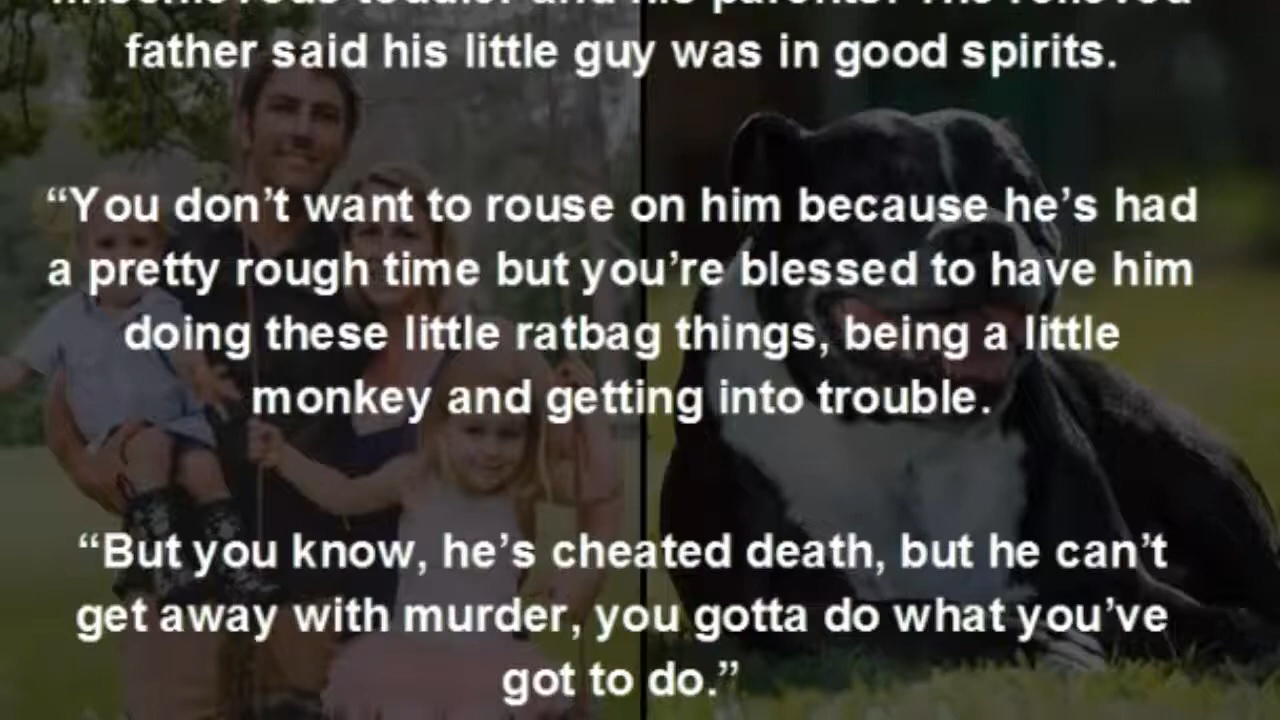 father said his little guy was in good spirits.
“You don’t want to rouse on him because he’s had
a pretty rough time but you’re blessed to have him
doing these little ratbag things, being a little
monkey and getting into trouble.
“But you know, he’s cheated death, but he can’t
get away with murder, you gotta do what you’ve
got to do.”